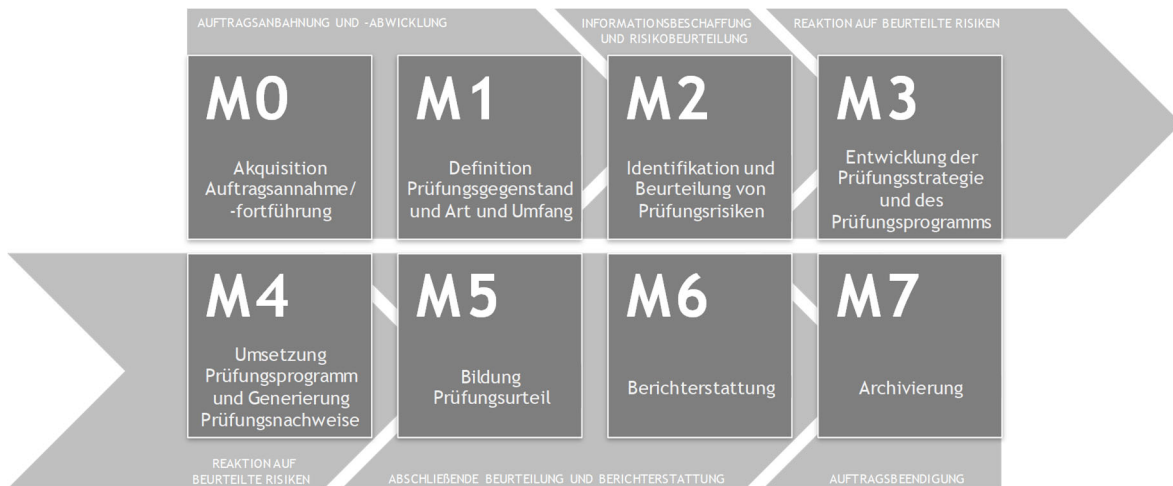 AUFTRAGSANBAHNUNG UND -ABWICKLUNG
INFORMATIONSBESCHAFFUNG
UND RISIKOBEURTEILUNG
REAKTION AUF BEURTEILTE RISIKEN
M0
Akquisition
Auftragsannahme/
-fortführung
M1
Definition
Prüfungsgegenstand
und Art und Umfang
M2
Identifikation und
Beurteilung von
Prüfungsrisiken
M3
Entwicklung der
Prüfungsstrategie
und des
Prüfungsprogramms
M4
Umsetzung
Prüfungsprogramm
und Generierung
Prüfungsnachweise
M5
Bildung
Prüfungsurteil
M6
Berichterstattung
M7
Archivierung
REAKTION AUF
BEURTEILTE RISIKEN
ABSCHLIEßENDE BEURTEILUNG UND BERICHTERSTATTUNG
AUFTRAGSBEENDIGUNG